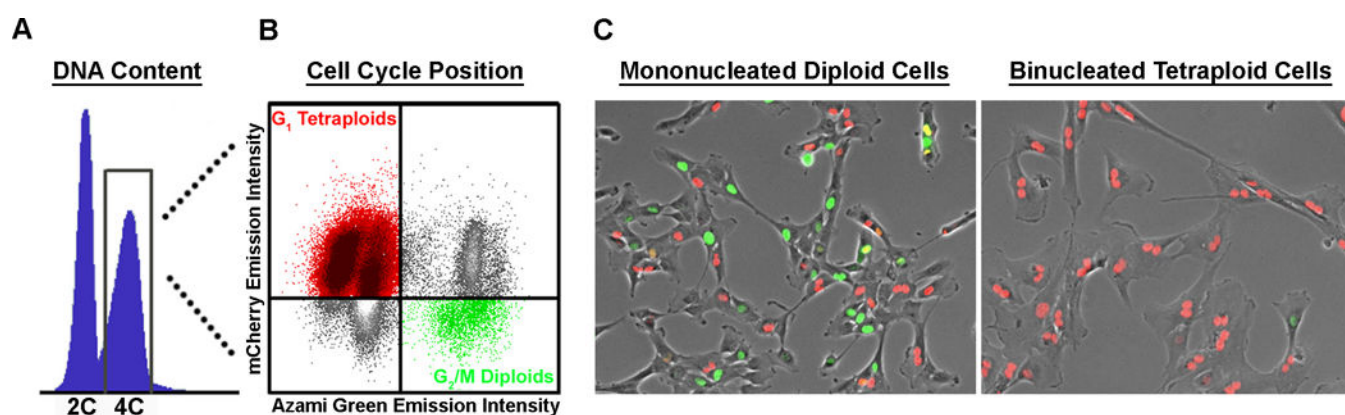 A
DNA Content
2C 4C
B
Cell Cycle Position
mCherry Emission Intensity
G₁ Tetraploids
G₂/M Diploids
Azami Green Emission Intensity
C
Mononucleated Diploid Cells
Binucleated Tetraploid Cells